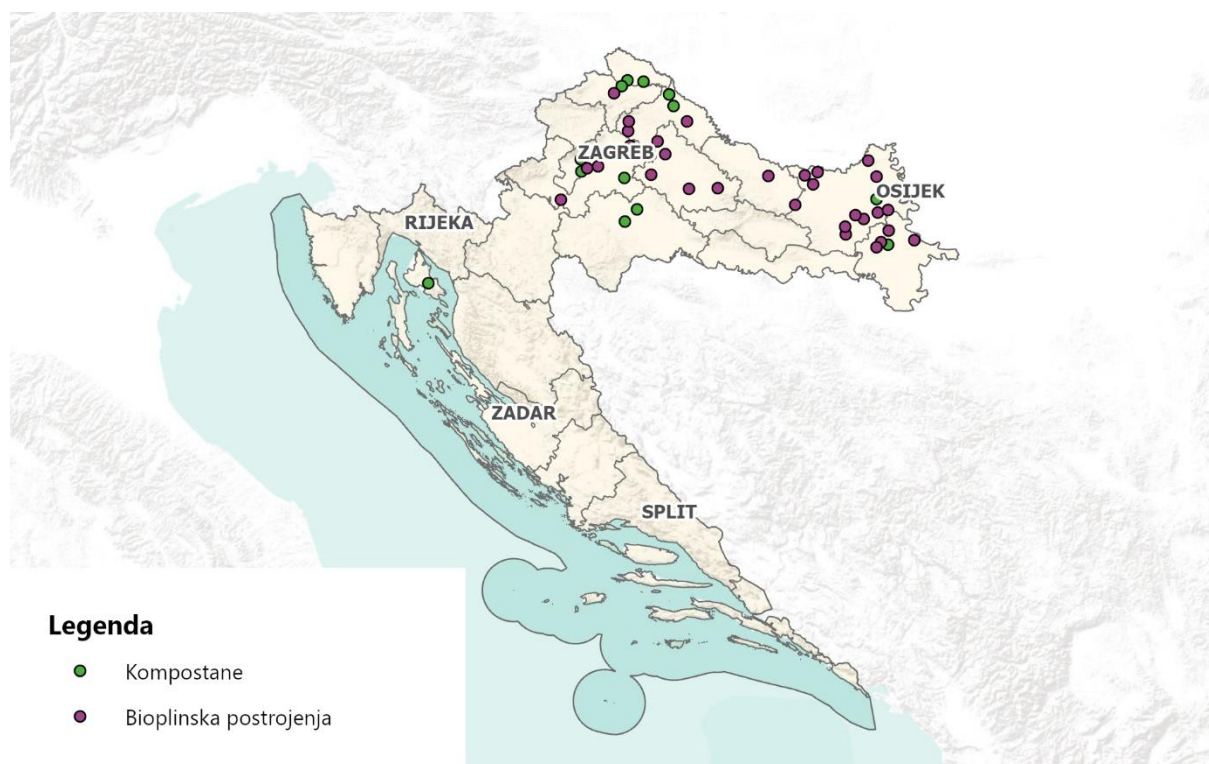 ZAGREB
OSIJEK
RIJEKA
ZADAR
SPLIT
Legenda
Kompostane
Bioplinska postrojenja